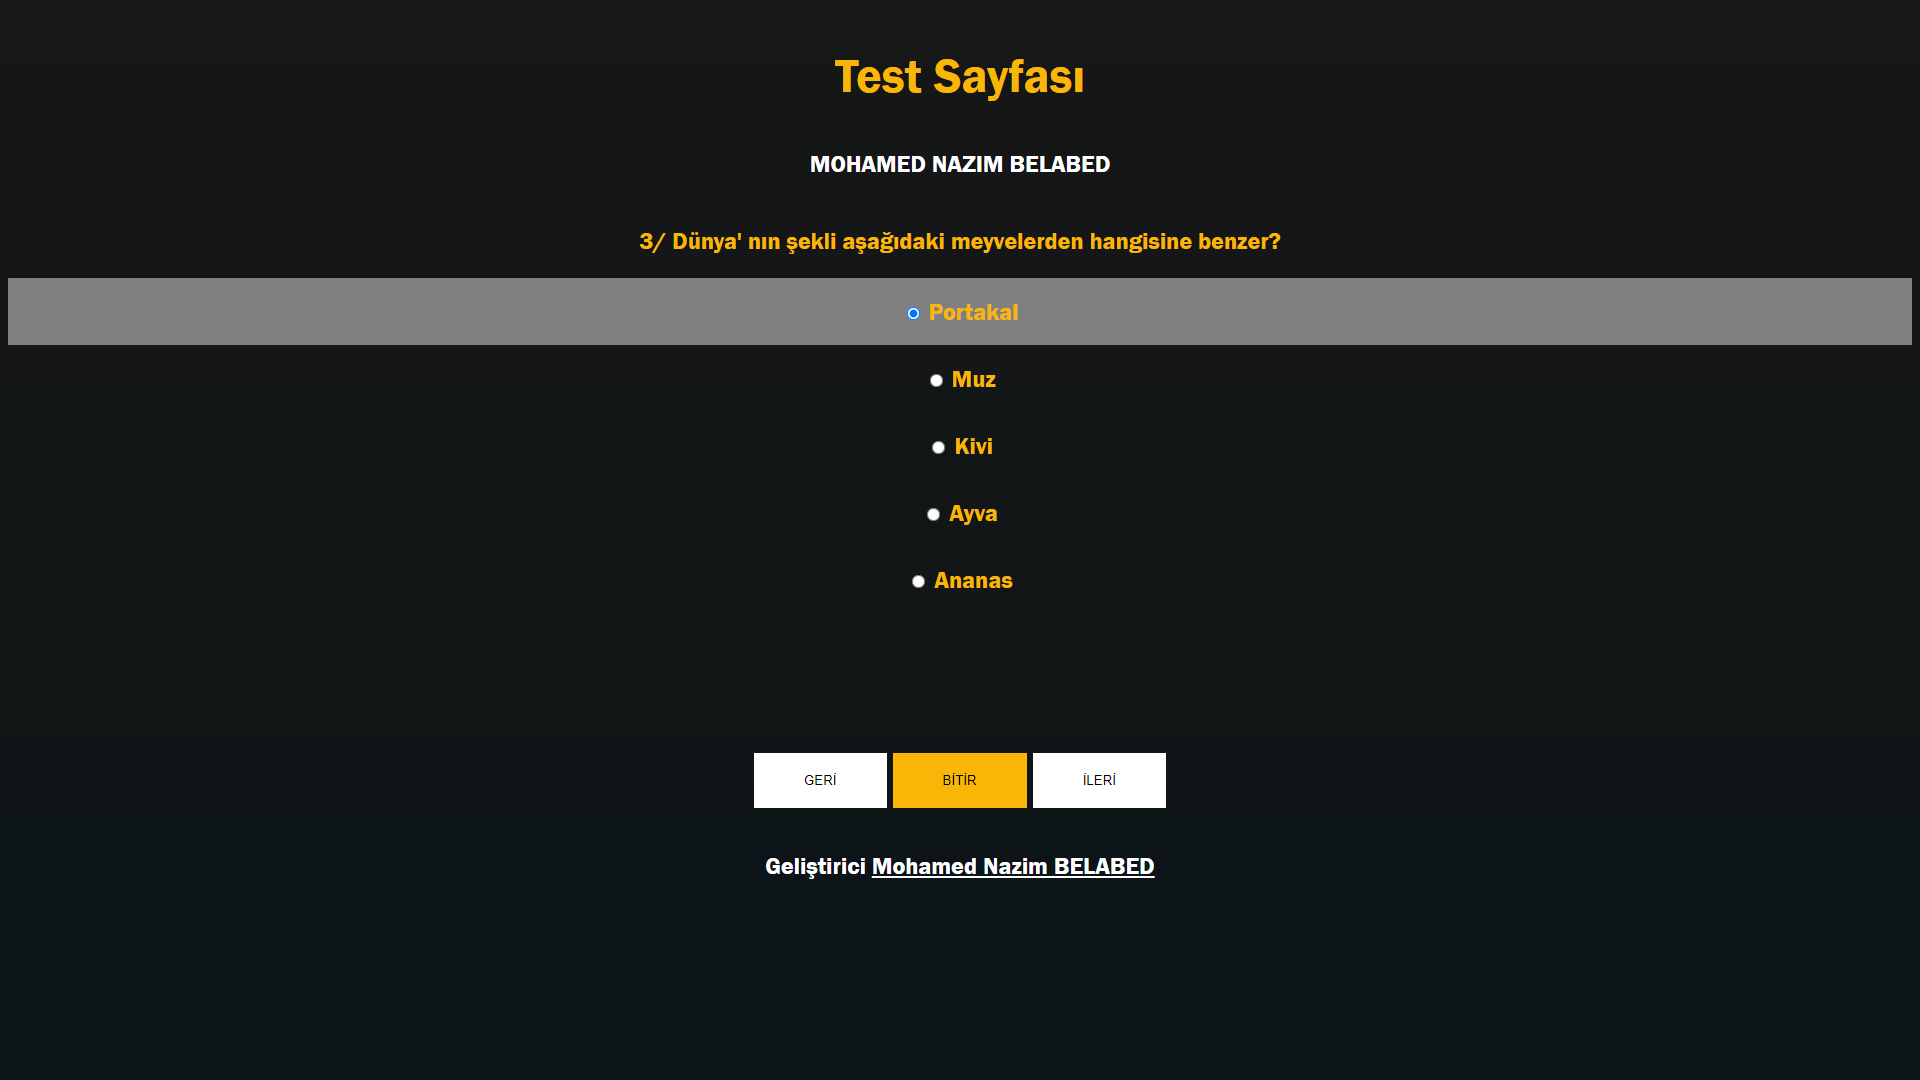 Test Sayfası
MOHAMED NAZIM BELABED
3/ Dünya' nın şekli aşağıdaki meyvelerden hangisine benzer?
Portakal
Muz
Kivi
Ayva
Ananas
GERİ BİTİR İLERİ
Geliştirici Mohamed Nazim BELABED